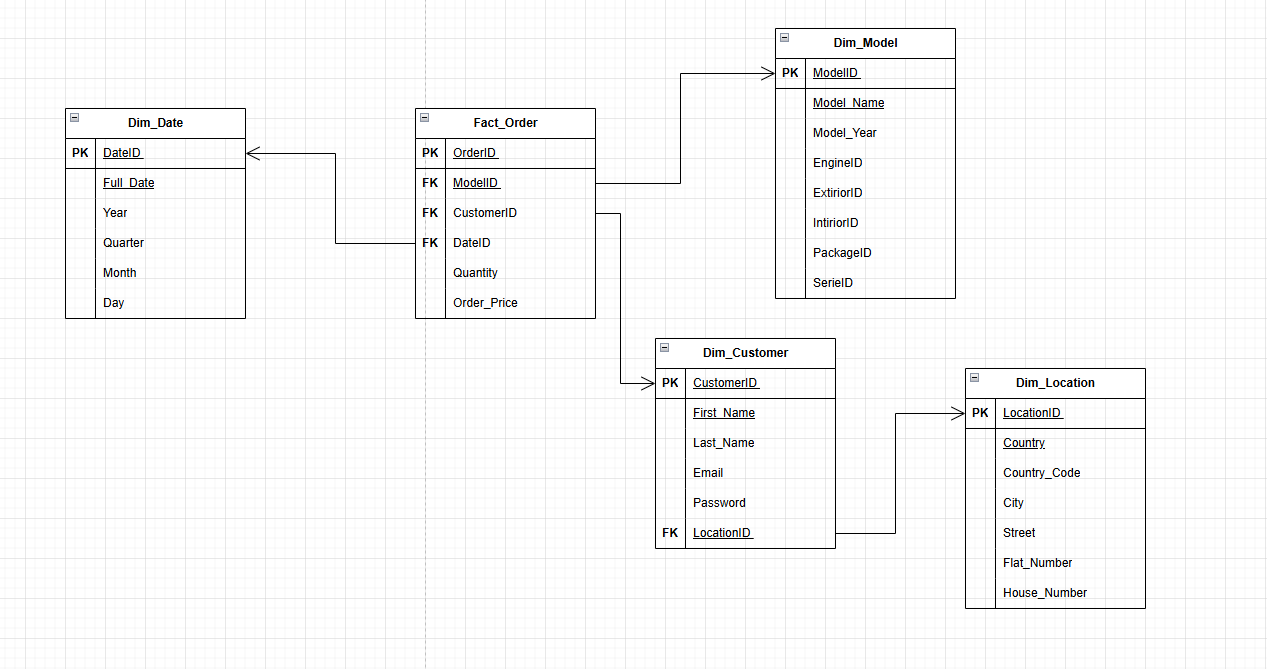 Dim_Date
PK DateID
Full_Date
Year
Quarter
Month
Day
Fact_Order
PK OrderID
FK ModelID
FK CustomerID
FK DateID
Quantity
Order_Price
Dim_Model
PK ModelID
Model_Name
Model_Year
EngineID
ExtiriorID
IntiriorID
PackageID
SerieID
Dim_Customer
PK CustomerID
First_Name
Last_Name
Email
Password
FK LocationID
Dim_Location
PK LocationID
Country
Country_Code
City
Street
Flat_Number
House_Number